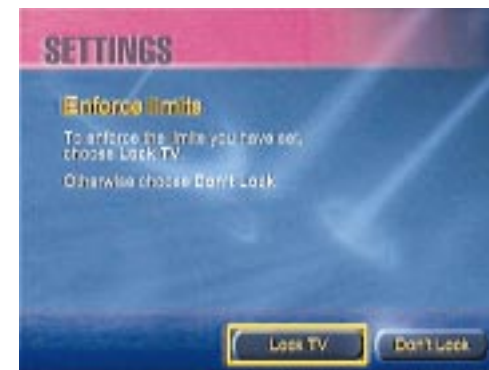 SETTINGS
Enforce limits
To enforce the limits you have set,
choose Lock TV.
Otherwise choose Don't Lock
Lock TV
Don't Lock